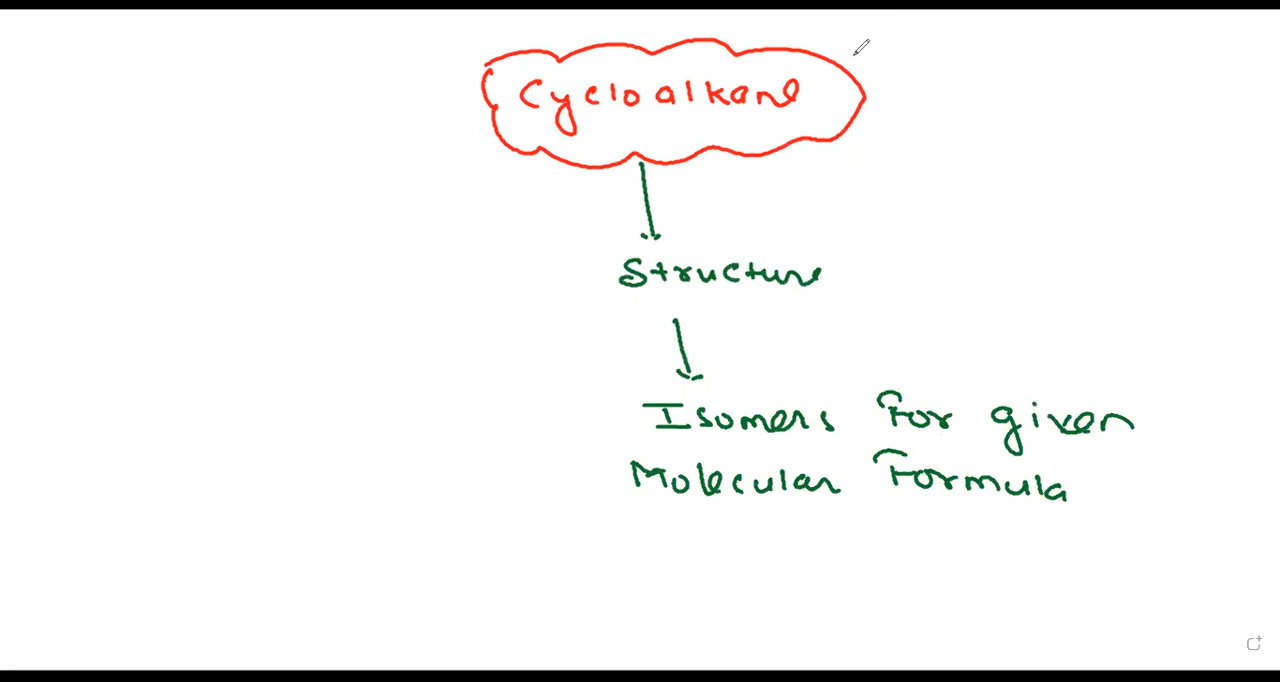 Cycloalkane
Structure
Isomers For given
Molecular Formula